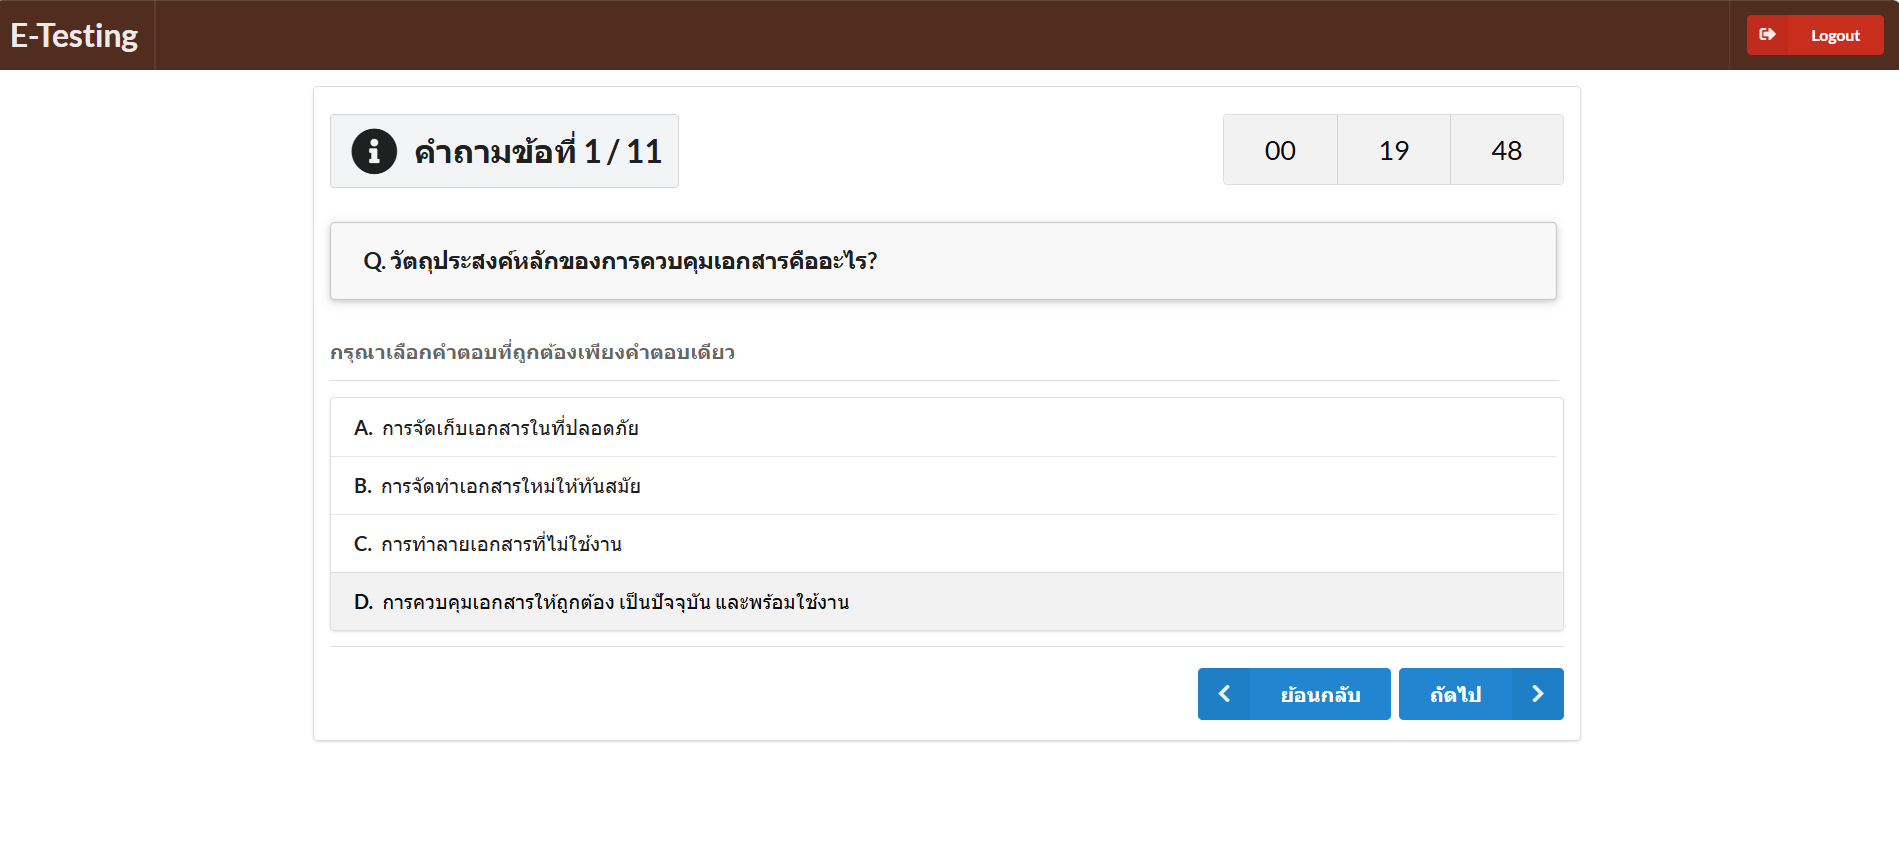 E-Testing
Logout
คำถามข้อที่ 1 / 11
00 19 48
Q. วัตถุประสงค์หลักของการควบคุมเอกสารคืออะไร?
กรุณาเลือกคำตอบที่ถูกต้องเพียงคำตอบเดียว
A. การจัดเก็บเอกสารในที่ปลอดภัย
B. การจัดทำเอกสารใหม่ให้ทันสมัย
C. การทำลายเอกสารที่ไม่ใช้งาน
D. การควบคุมเอกสารให้ถูกต้อง เป็นปัจจุบัน และพร้อมใช้งาน
ย้อนกลับ
ถัดไป